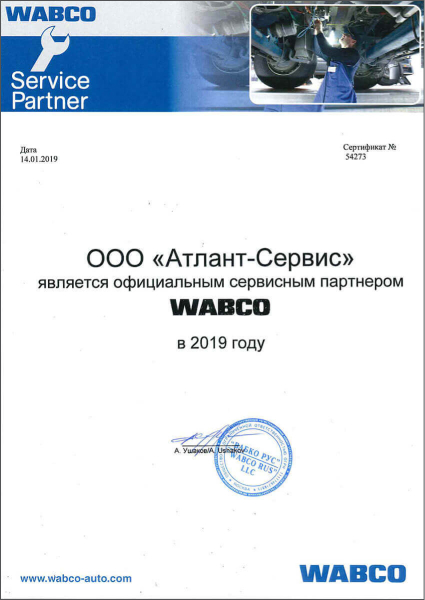 WABCO
Service
Partner
WABCO
Дата
14.01.2019
Сертификат №
54273
ООО «Атлант-Сервис»
является официальным сервисным партнером
WABCO
в 2019 году
А. Ушаков/A. Ushakov
"ВАБКО РУС"
"WABCO RUS"
LLC
www.wabco-auto.com
WABCO